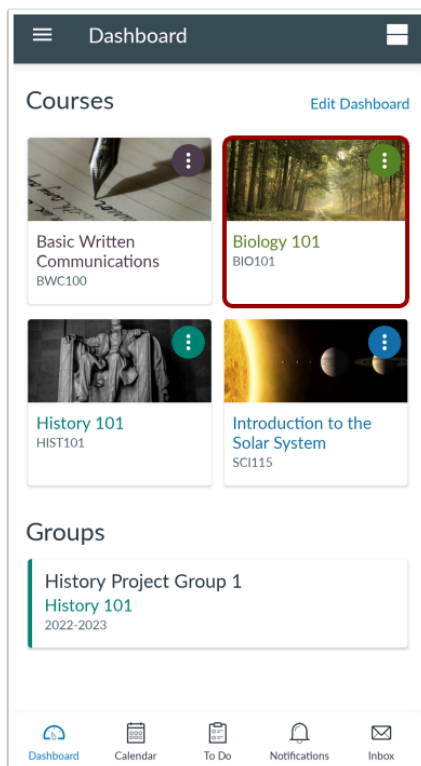 Dashboard
Courses
Edit Dashboard
Basic Written
Communications
BWC100
Biology 101
BIO101
History 101
HIST101
Introduction to the
Solar System
SCI115
Groups
History Project Group 1
History 101
2022-2023
Dashboard
Calendar
To Do
Notifications
Inbox